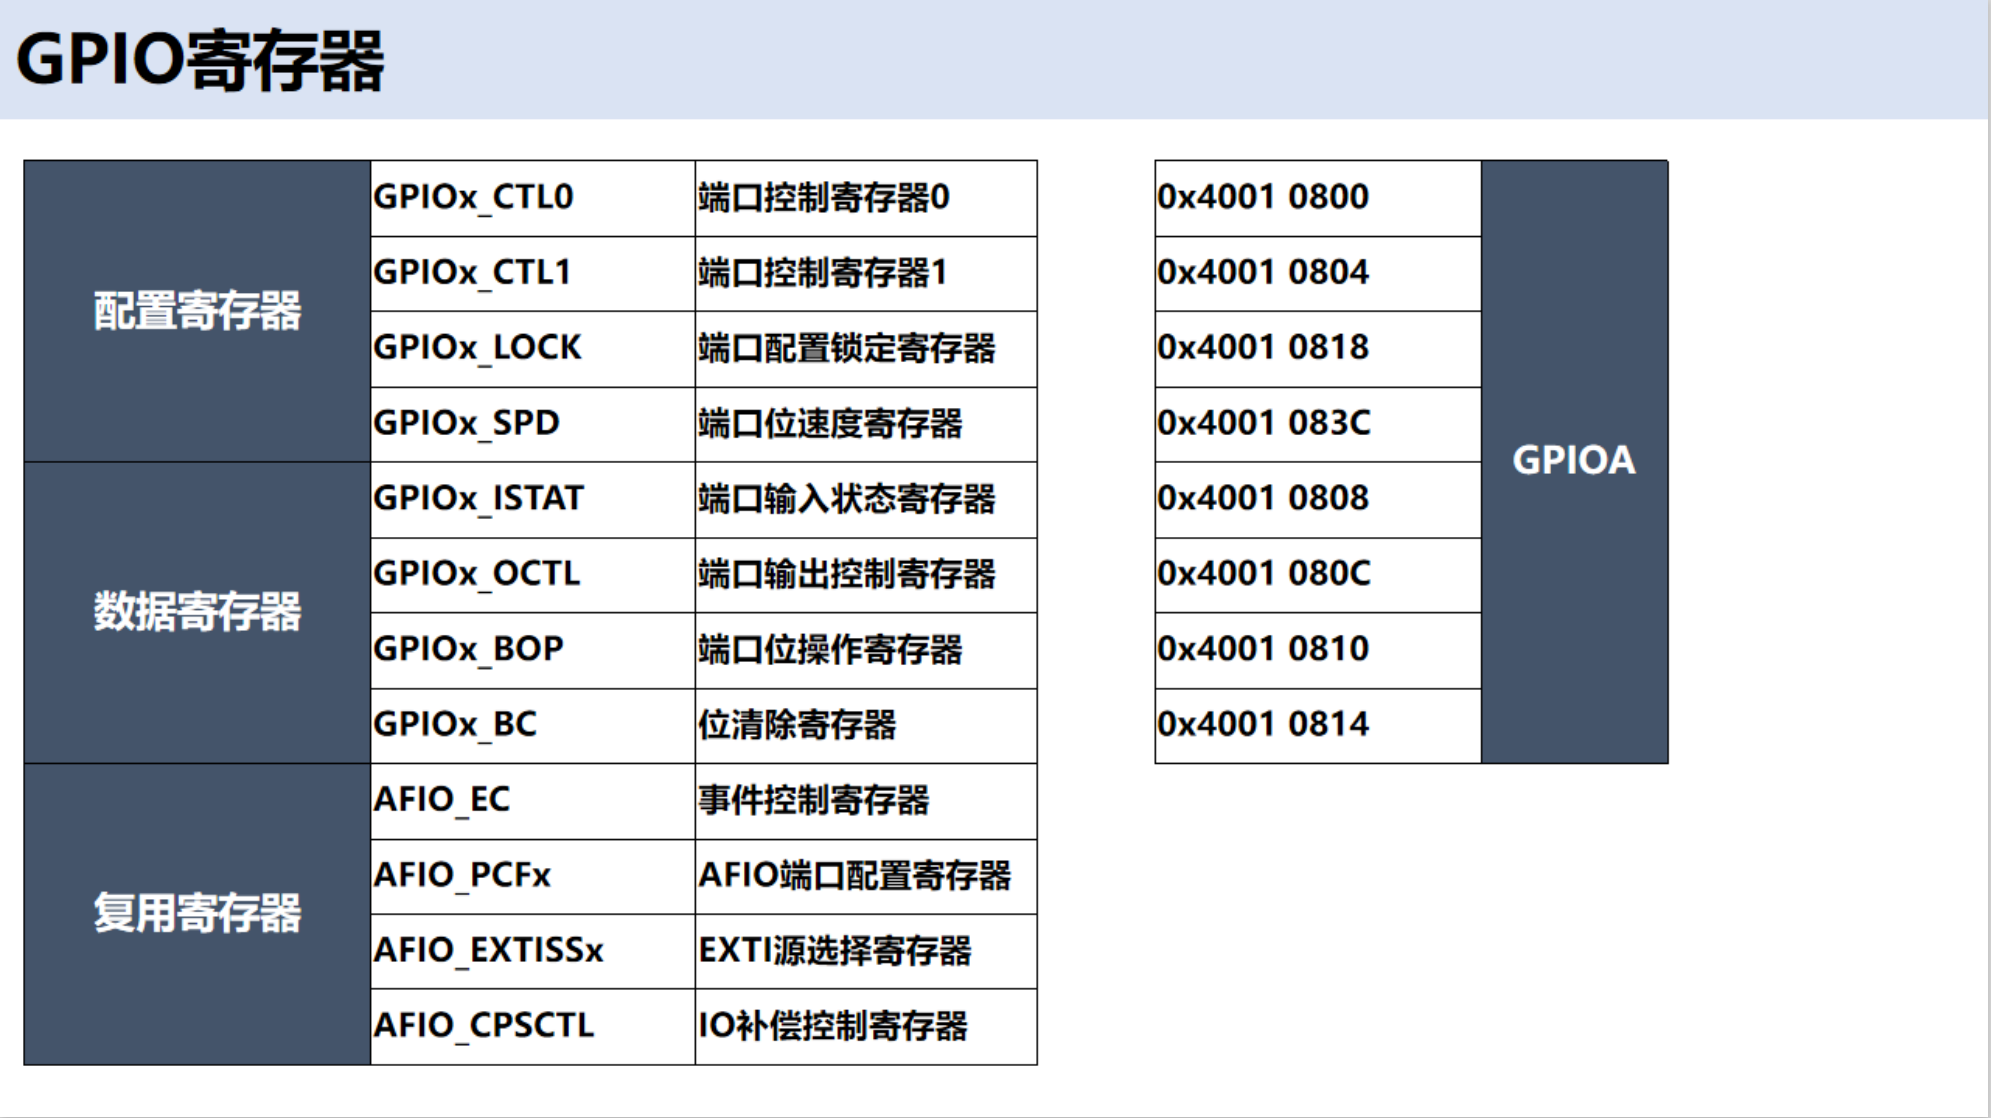 GPIO寄存器
配置寄存器
GPIOx_CTL0 端口控制寄存器0 0x4001 0800
GPIOx_CTL1 端口控制寄存器1 0x4001 0804
GPIOx_LOCK 端口配置锁定寄存器 0x4001 0818
GPIOx_SPD 端口位速度寄存器 0x4001 083C
数据寄存器
GPIOx_ISTAT 端口输入状态寄存器 0x4001 0808
GPIOx_OCTL 端口输出控制寄存器 0x4001 080C
GPIOx_BOP 端口位操作寄存器 0x4001 0810
GPIOx_BC 位清除寄存器 0x4001 0814
GPIOA
复用寄存器
AFIO_EC 事件控制寄存器
AFIO_PCFx AFIO端口配置寄存器
AFIO_EXTISSx EXTI源选择寄存器
AFIO_CPSCTL IO补偿控制寄存器